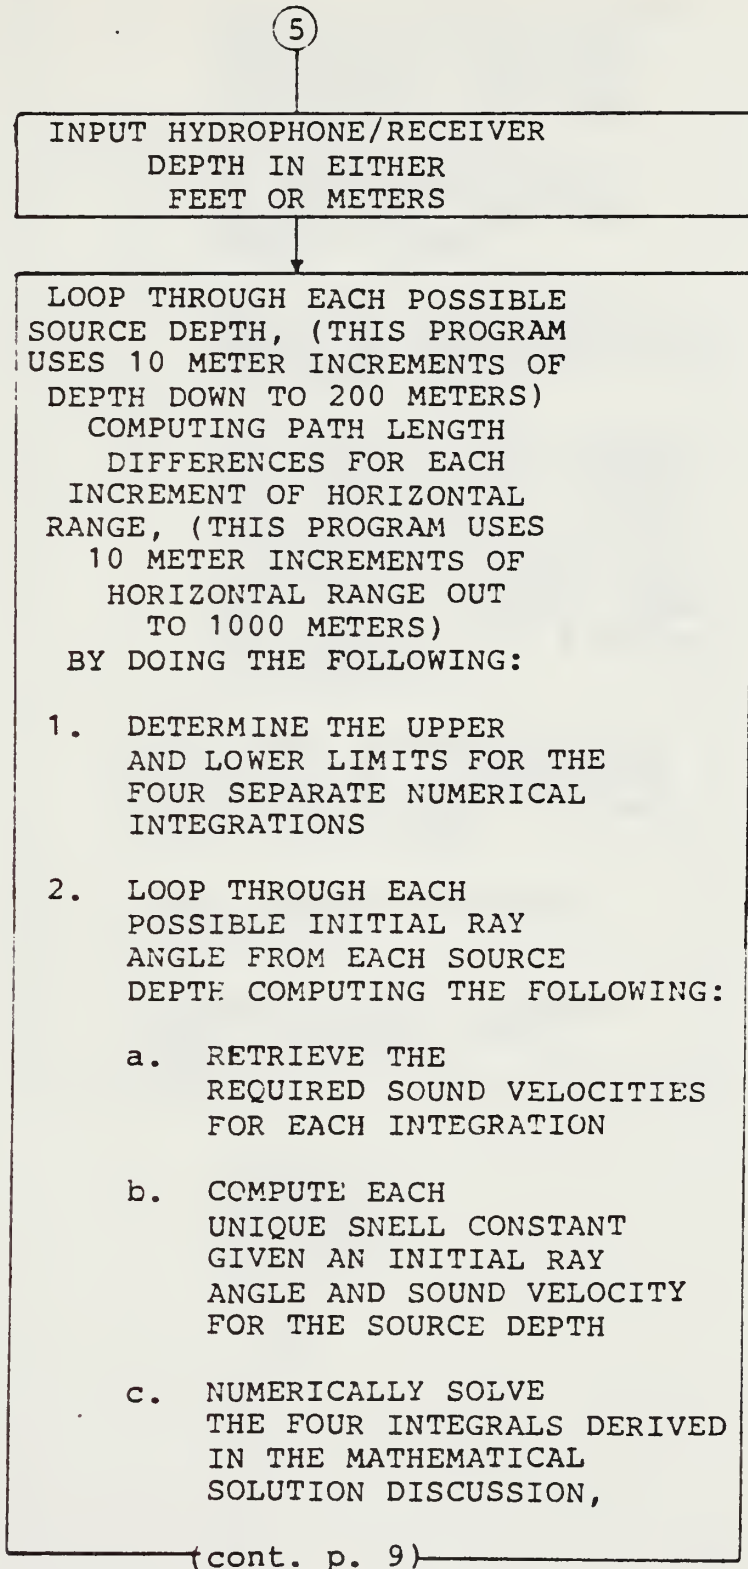 5
INPUT HYDROPHONE/RECEIVER
DEPTH IN EITHER
FEET OR METERS
LOOP THROUGH EACH POSSIBLE
SOURCE DEPTH, (THIS PROGRAM
USES 10 METER INCREMENTS OF
DEPTH DOWN TO 200 METERS)
COMPUTING PATH LENGTH
DIFFERENCES FOR EACH
INCREMENT OF HORIZONTAL
RANGE, (THIS PROGRAM USES
10 METER INCREMENTS OF
HORIZONTAL RANGE OUT
TO 1000 METERS)
BY DOING THE FOLLOWING:
1. DETERMINE THE UPPER
AND LOWER LIMITS FOR THE
FOUR SEPARATE NUMERICAL
INTEGRATIONS
2. LOOP THROUGH EACH
POSSIBLE INITIAL RAY
ANGLE FROM EACH SOURCE
DEPTH COMPUTING THE FOLLOWING:
a. RETRIEVE THE
REQUIRED SOUND VELOCITIES
FOR EACH INTEGRATION
b. COMPUTE EACH
UNIQUE SNELL CONSTANT
GIVEN AN INITIAL RAY
ANGLE AND SOUND VELOCITY
FOR THE SOURCE DEPTH
c. NUMERICALLY SOLVE
THE FOUR INTEGRALS DERIVED
IN THE MATHEMATICAL
SOLUTION DISCUSSION,
(cont. p. 9)